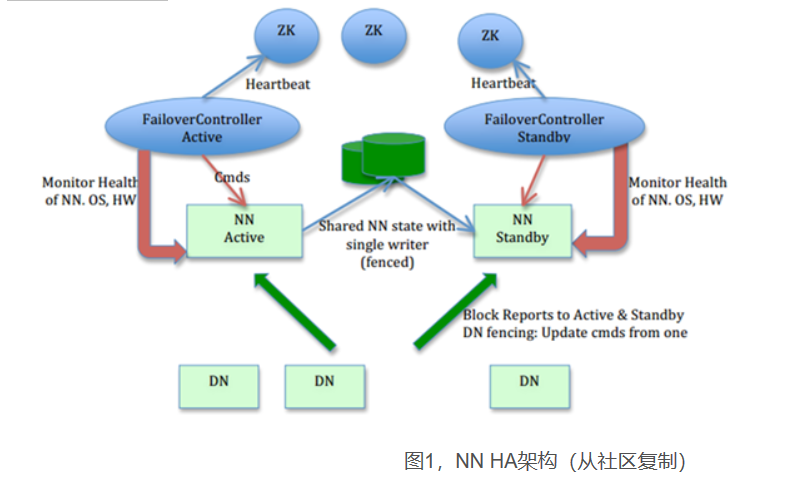 ZK
ZK
ZK
Heartbeat
Heartbeat
FailoverController
Active
FailoverController
Standby
Cmds
Monitor Health
of NN. OS, HW
Monitor Health
of NN. OS, HW
NN
Active
Shared NN state with
single writer
(fenced)
NN
Standby
Block Reports to Active & Standby
DN fencing: Update cmds from one
DN
DN
DN
图1，NN HA架构（从社区复制）